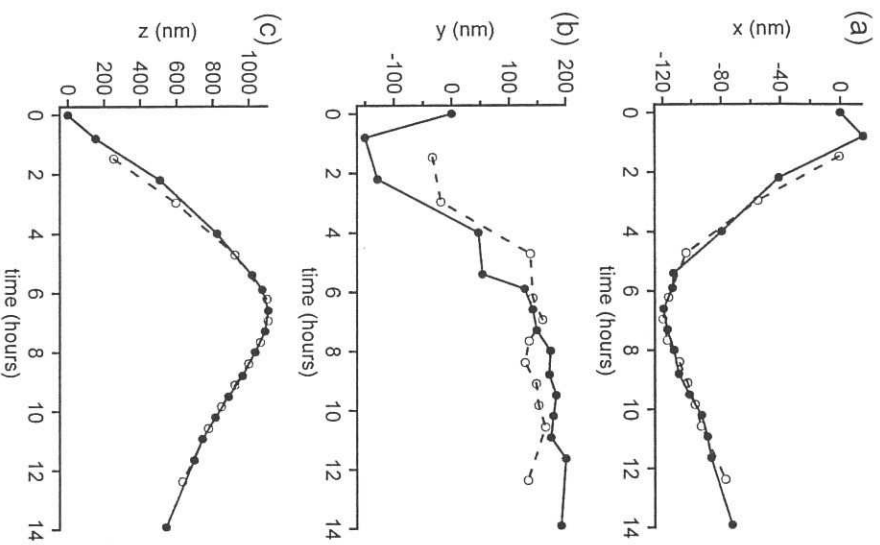 (a)
x (nm)
0
-40
-80
-120
0 2 4 6 8 10 12 14
time (hours)
(b)
y (nm)
200
100
0
-100
0 2 4 6 8 10 12 14
time (hours)
(c)
z (nm)
1000
800
600
400
200
0
0 2 4 6 8 10 12 14
time (hours)